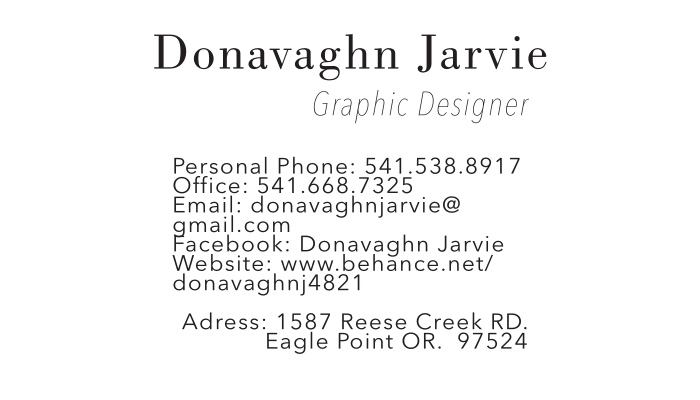 Donavaghn Jarvie
Graphic Designer
Personal Phone: 541.538.8917
Office: 541.668.7325
Email: donavaghnjarvie@
gmail.com
Facebook: Donavaghn Jarvie
Website: www.behance.net/
donavaghnj4821
Adress: 1587 Reese Creek RD.
Eagle Point OR.  97524